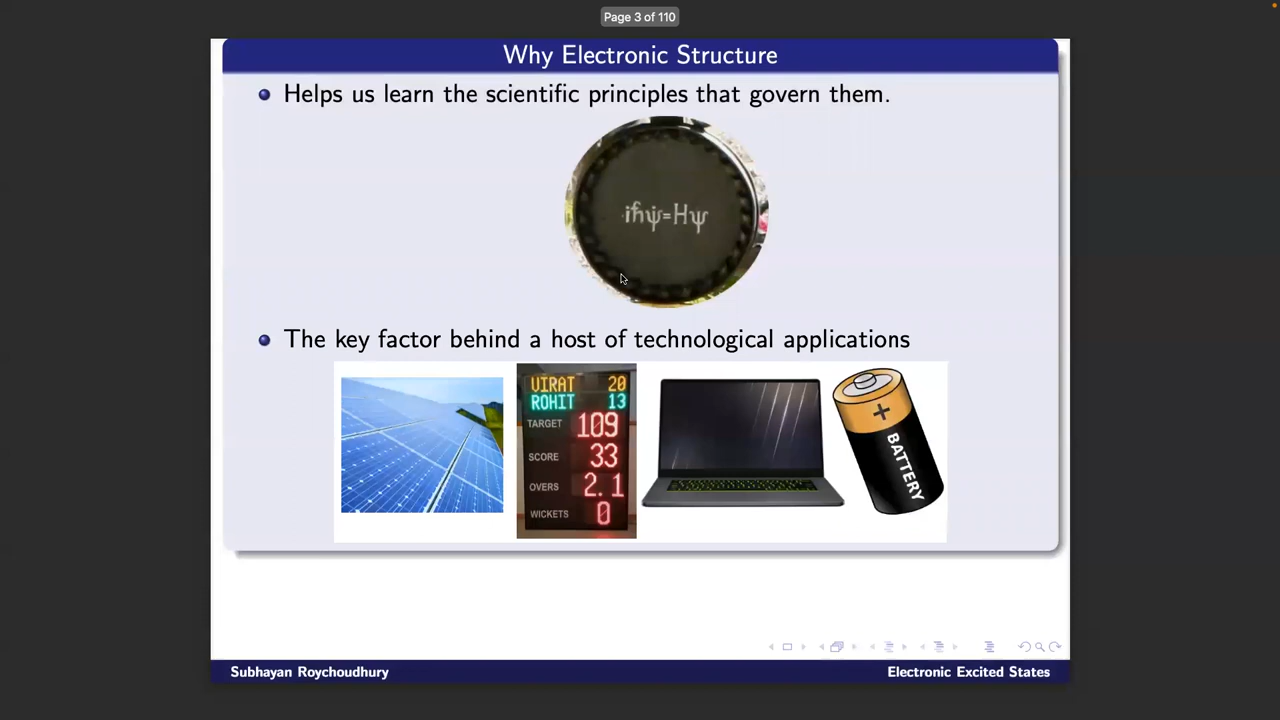 Page 3 of 110
Why Electronic Structure
Helps us learn the scientific principles that govern them.
iħψ̇=Hψ
The key factor behind a host of technological applications
VIRAT 20
ROHIT 13
TARGET 109
SCORE 33
OVERS 2.1
WICKETS 0
+
BATTERY
Subhayan Roychoudhury
Electronic Excited States